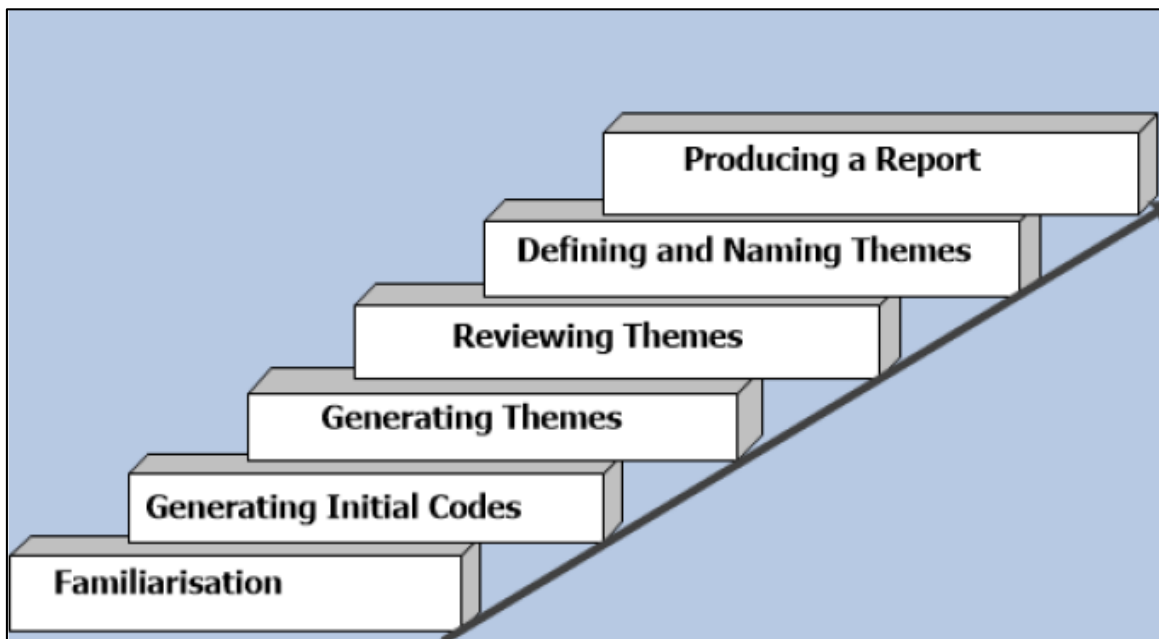 Producing a Report
Defining and Naming Themes
Reviewing Themes
Generating Themes
Generating Initial Codes
Familiarisation